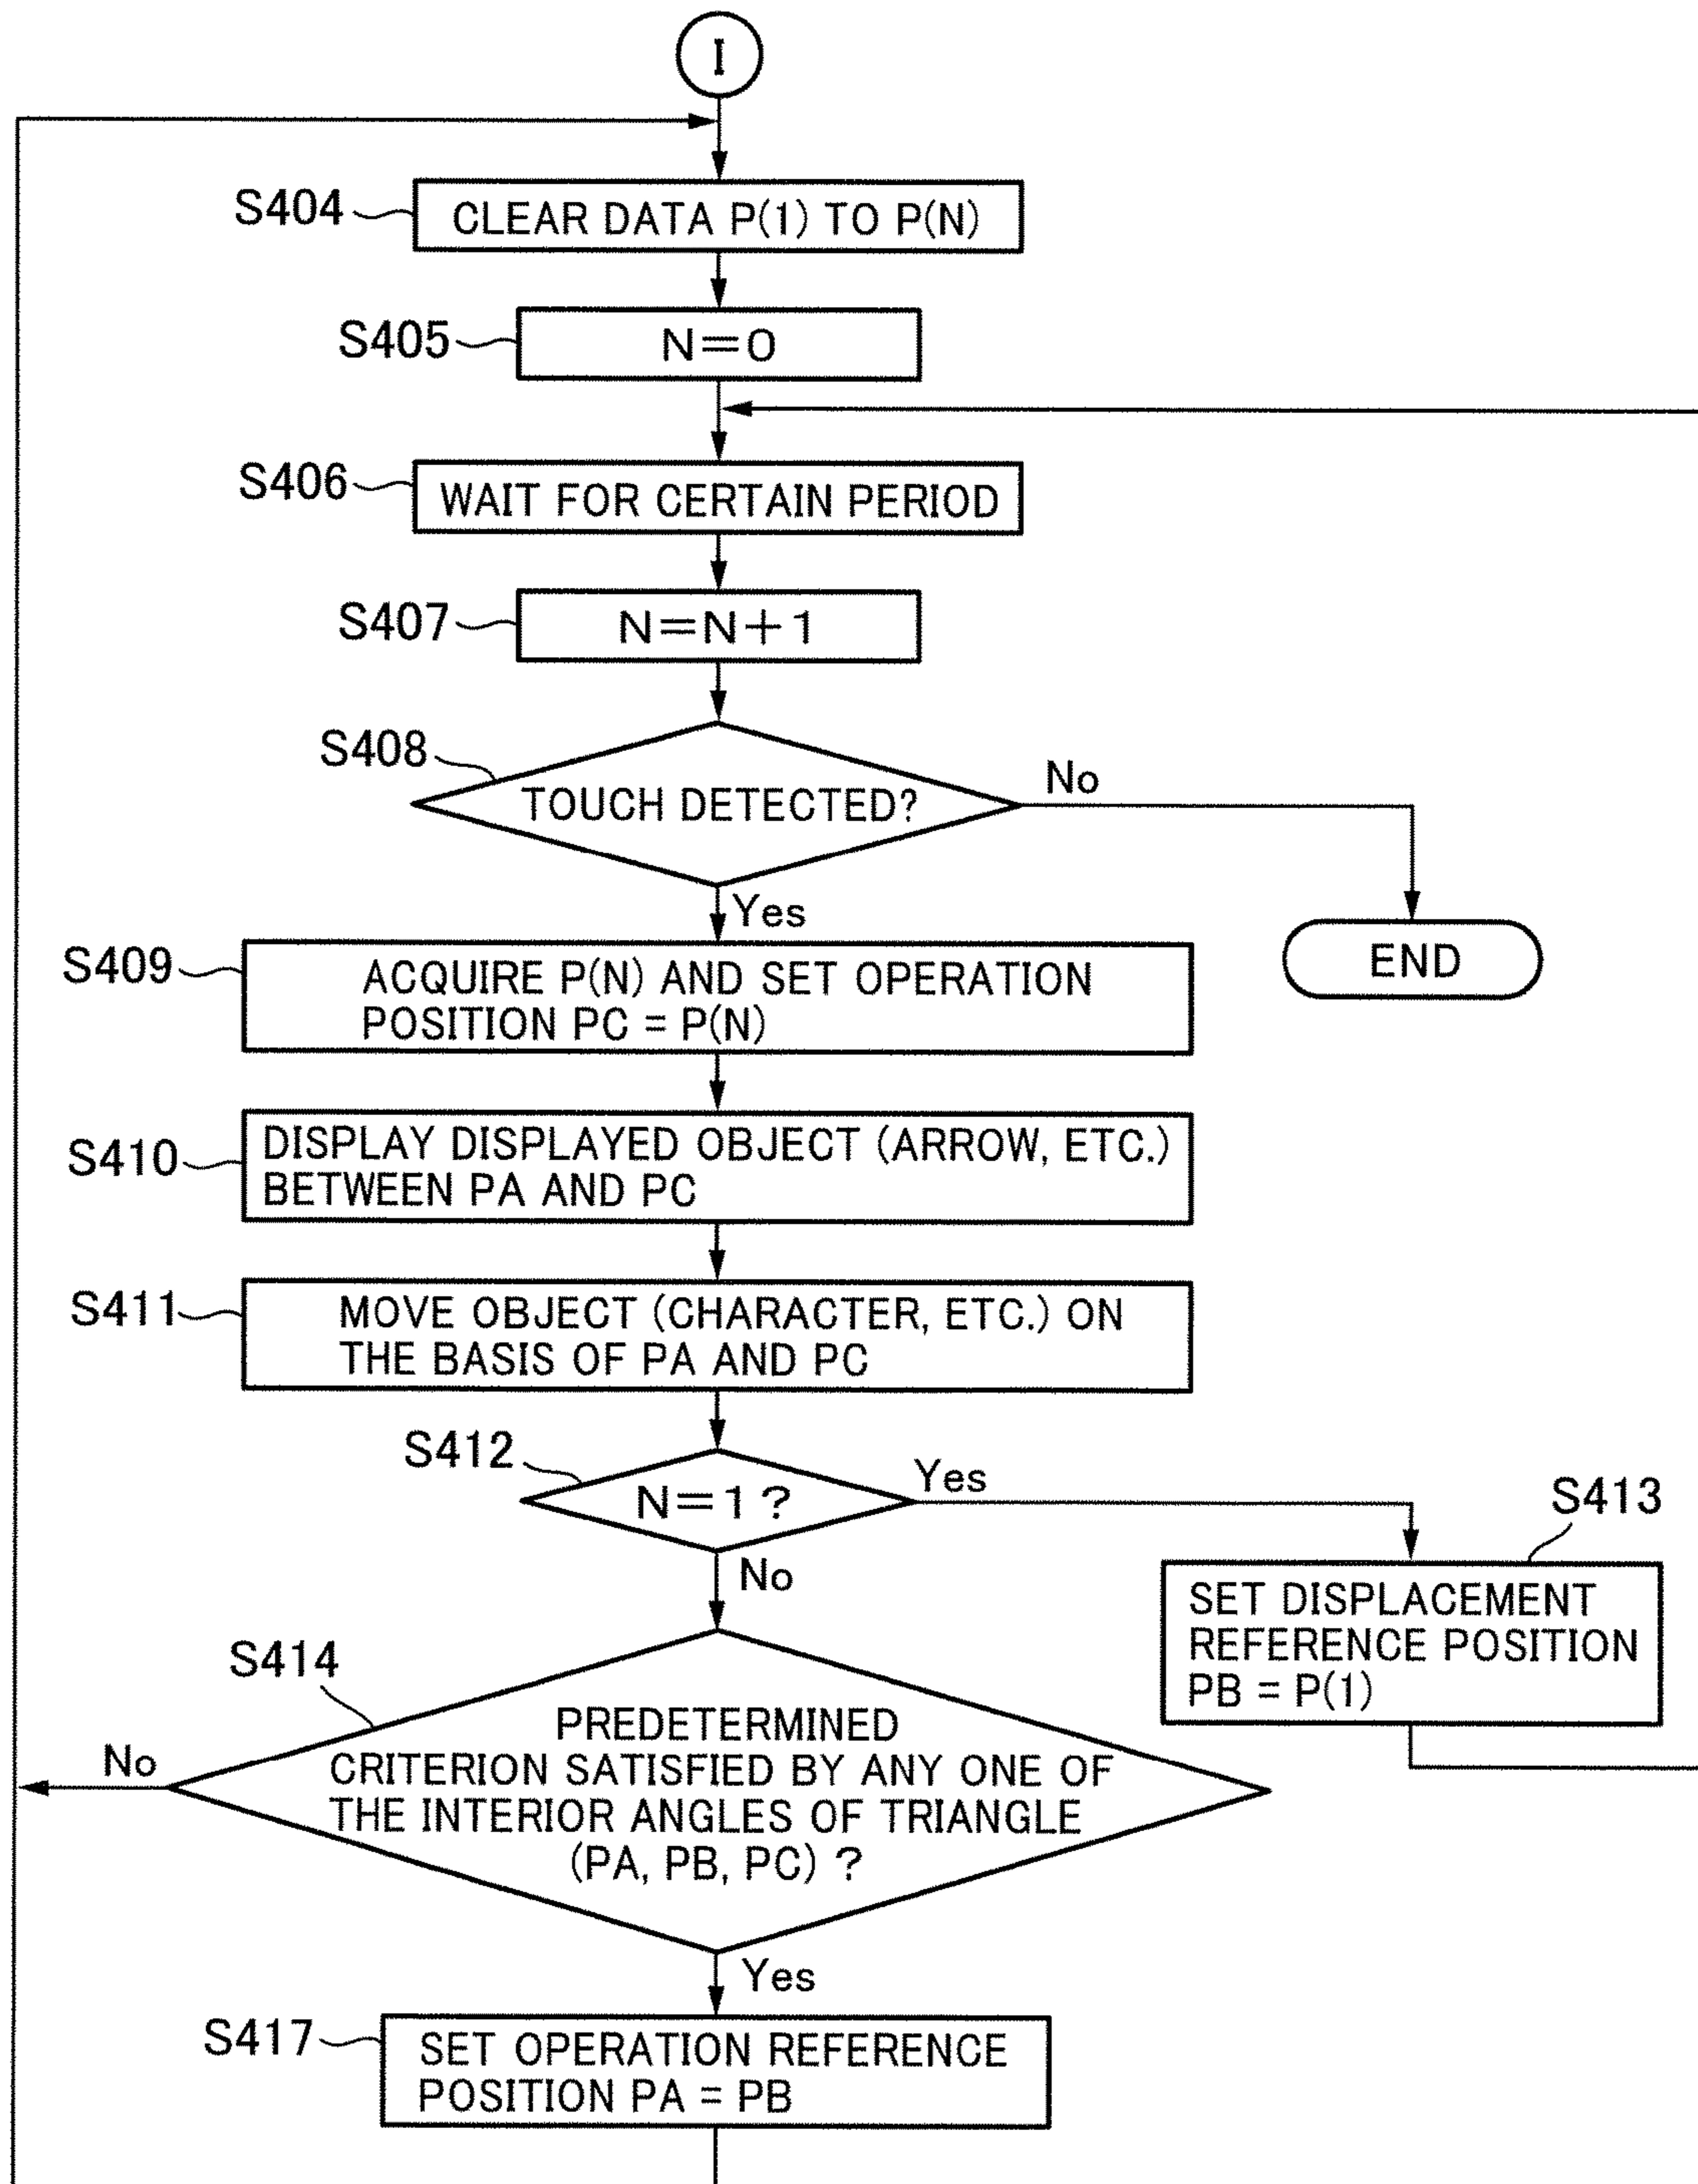 I
S404
CLEAR DATA P(1) TO P(N)
S405
N=0
S406
WAIT FOR CERTAIN PERIOD
S407
N=N+1
S408
TOUCH DETECTED?
No
Yes
END
S409
ACQUIRE P(N) AND SET OPERATION
POSITION PC = P(N)
S410
DISPLAY DISPLAYED OBJECT (ARROW, ETC.)
BETWEEN PA AND PC
S411
MOVE OBJECT (CHARACTER, ETC.) ON
THE BASIS OF PA AND PC
S412
N=1?
Yes
No
S413
SET DISPLACEMENT
REFERENCE POSITION
PB = P(1)
S414
PREDETERMINED
CRITERION SATISFIED BY ANY ONE OF
THE INTERIOR ANGLES OF TRIANGLE
(PA, PB, PC) ?
No
Yes
S417
SET OPERATION REFERENCE
POSITION PA = PB